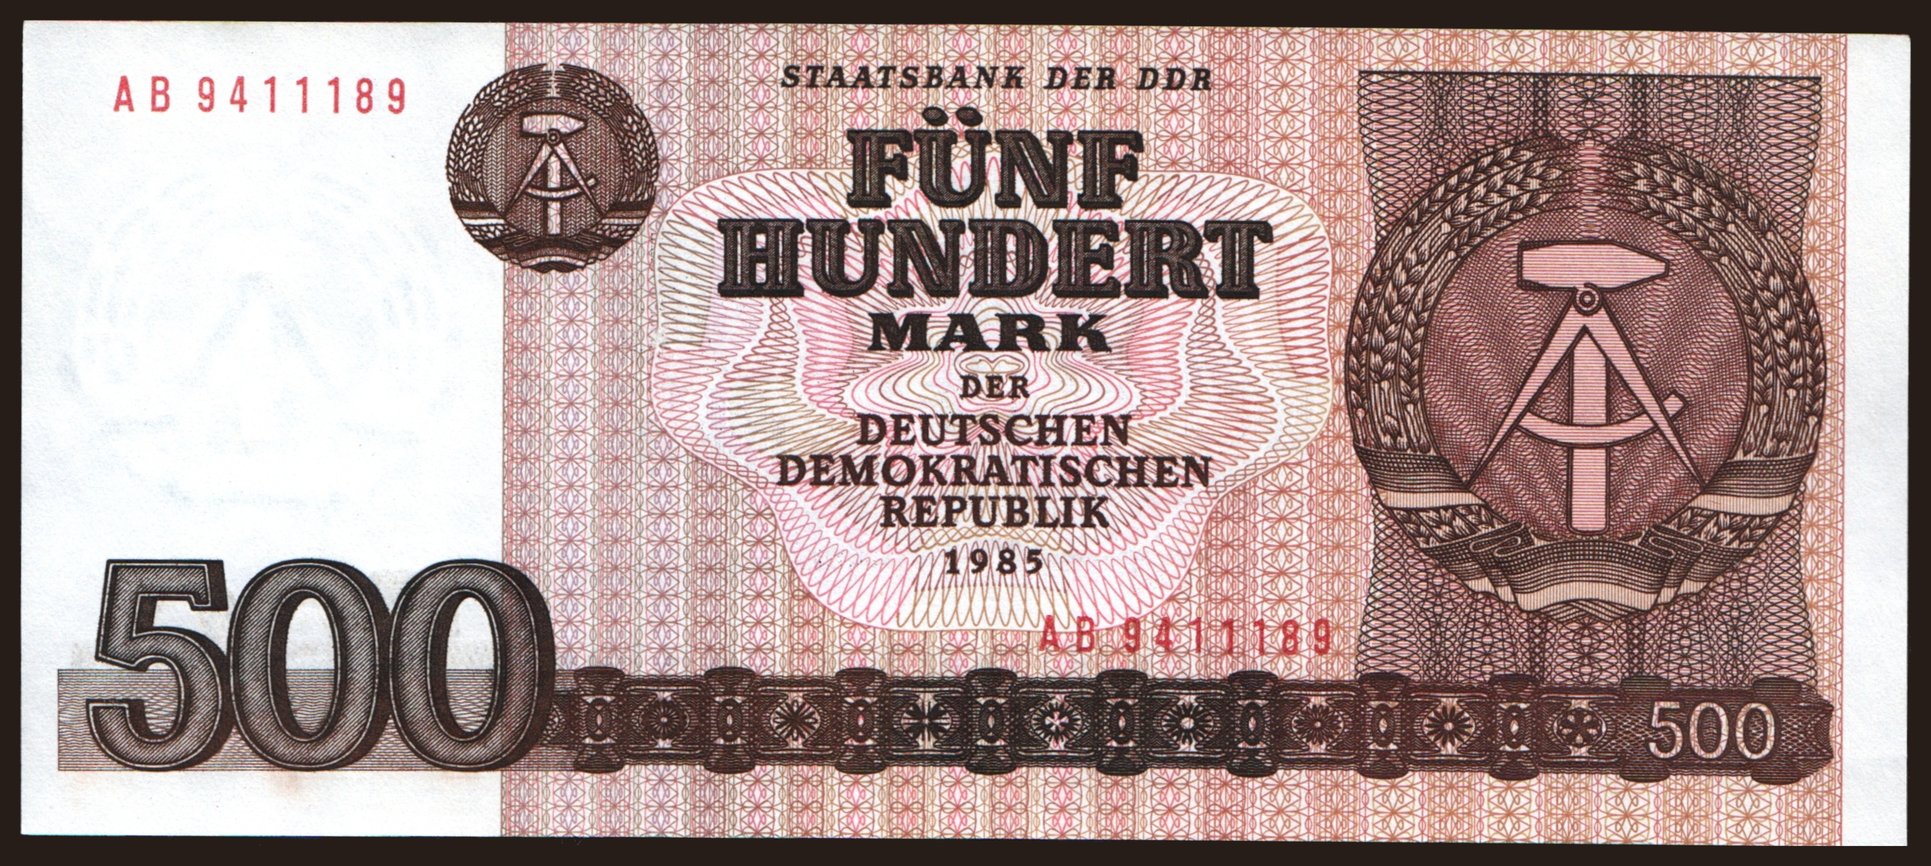 AB 9411189
STAATSBANK DER DDR
FÜNF
HUNDERT
MARK
DER
DEUTSCHEN
DEMOKRATISCHEN
REPUBLIK
1985
AB 9411189
500
500